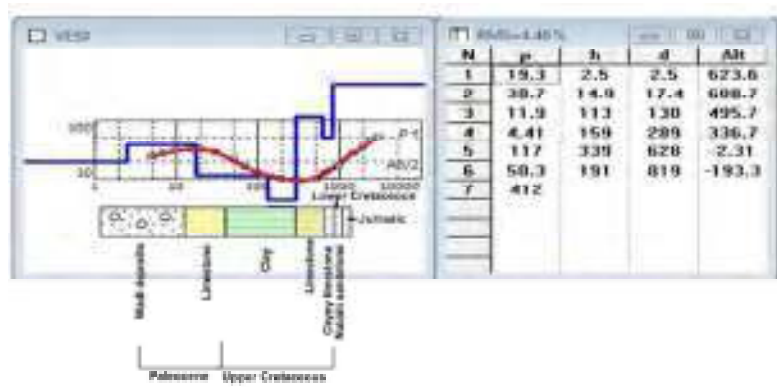 VES#
100
10
1 10 100 1000 10000
ρ-t
AB/2
Lower Cretaceous
Jurassic
Wadi deposits
Limestone
Clay
Limestone
Clayey limestone
Nubian sandstone
Paleocene Upper Cretaceous
RMS=4.46%
N ρ h d Alt
1 19.3 2.5 2.5 623.6
2 38.7 14.9 17.4 608.7
3 11.9 113 130 495.7
4 4.41 159 289 336.7
5 117 339 628 -2.31
6 58.3 191 819 -193.3
7 412